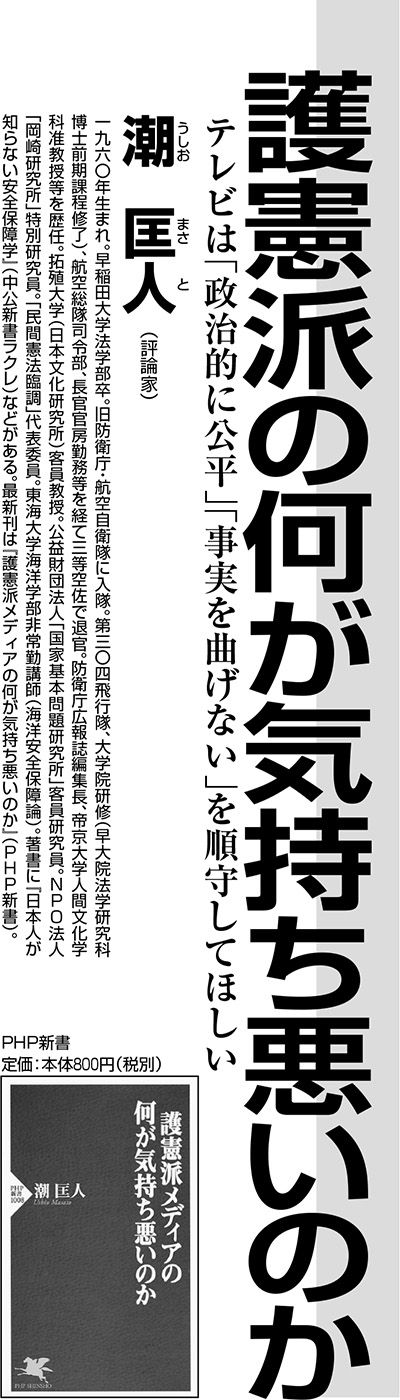 護憲派の何が気持ち悪いのか
テレビは「政治的に公平」「事実を曲げない」を順守してほしい
潮 匡人
うしお まさ と
(評論家)
一九六〇年生まれ。早稲田大学法学部卒。旧防衛庁・航空自衛隊に入隊。第三〇四飛行隊、大学院研修(早大院法学研究科
博士前期課程修了)、航空総隊司令部、長官官房勤務等を経て三等空佐で退官。防衛庁広報誌編集長、帝京大学人間文化学
科准教授等を歴任。拓殖大学(日本文化研究所)客員教授。公益財団法人「国家基本問題研究所」客員研究員。NPO法人
「岡崎研究所」特別研究員。「民間憲法臨調」代表委員。東海大学海洋学部非常勤講師(海洋安全保障論)。著書に『日本人が
知らない安全保障学』(中公新書ラクレ)などがある。最新刊は『護憲派メディアの何が気持ち悪いのか』(PHP新書)。
PHP新書
定価:本体800円(税別)
護憲派メディアの
何が気持ち悪いのか
潮 匡人
Ushio Masato
PHP
新書
1008
PHP SHINSHO